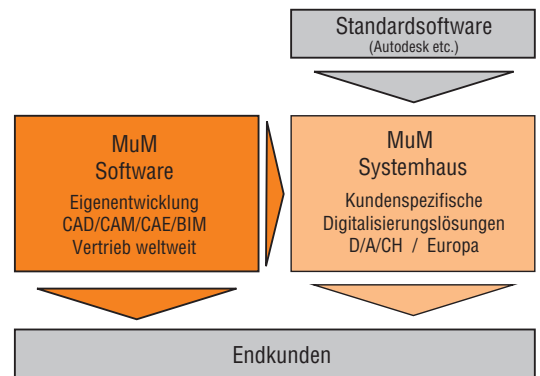 Standardsoftware
(Autodesk etc.)
MuM
Software
Eigenentwicklung
CAD/CAM/CAE/BIM
Vertrieb weltweit
MuM
Systemhaus
Kundenspezifische
Digitalisierungslösungen
D/A/CH / Europa
Endkunden